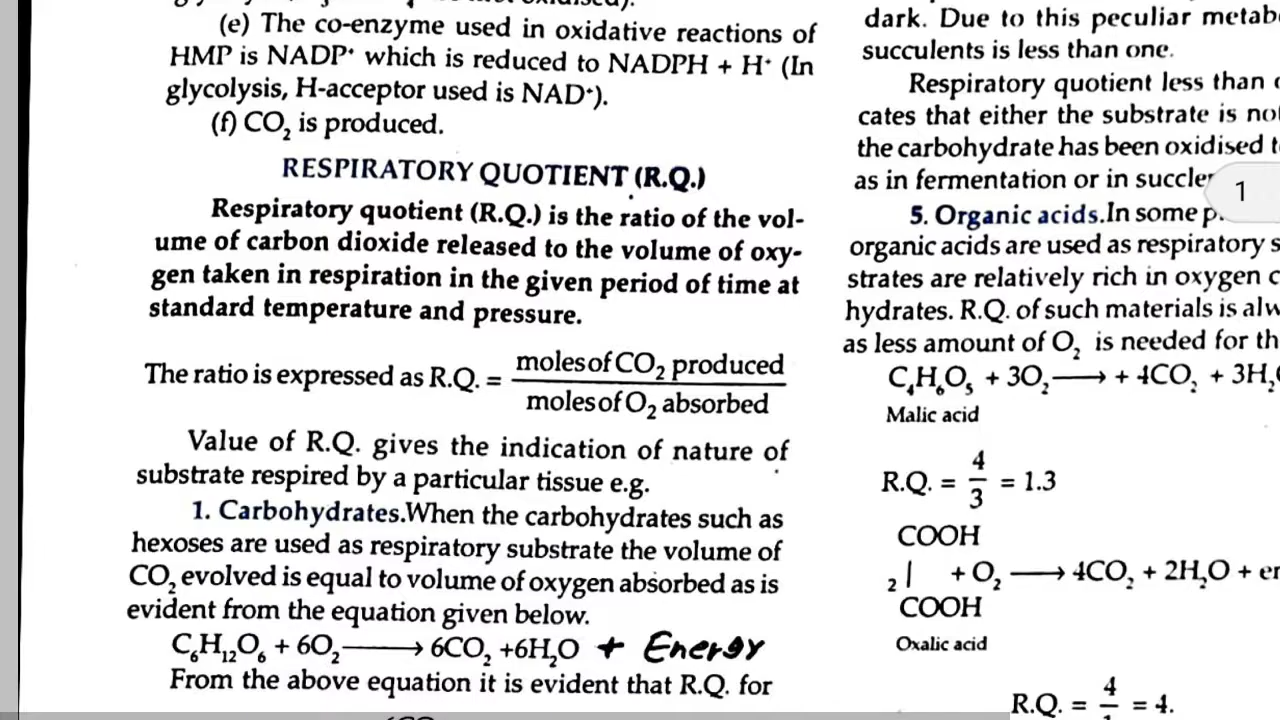 (e) The co-enzyme used in oxidative reactions of
HMP is NADP⁺ which is reduced to NADPH + H⁺ (In
glycolysis, H-acceptor used is NAD⁺).
(f) CO₂ is produced.
RESPIRATORY QUOTIENT (R.Q.)
Respiratory quotient (R.Q.) is the ratio of the vol-
ume of carbon dioxide released to the volume of oxy-
gen taken in respiration in the given period of time at
standard temperature and pressure.
The ratio is expressed as R.Q. = moles of CO₂ produced / moles of O₂ absorbed
Value of R.Q. gives the indication of nature of
substrate respired by a particular tissue e.g.
1. Carbohydrates.When the carbohydrates such as
hexoses are used as respiratory substrate the volume of
CO₂ evolved is equal to volume of oxygen absorbed as is
evident from the equation given below.
C₆H₁₂O₆ + 6O₂ ⟶ 6CO₂ +6H₂O + Energy
From the above equation it is evident that R.Q. for
dark. Due to this peculiar metab
succulents is less than one.
Respiratory quotient less than
cates that either the substrate is no
the carbohydrate has been oxidised t
as in fermentation or in succle
1
5. Organic acids.In some p
organic acids are used as respiratory s
strates are relatively rich in oxygen c
hydrates. R.Q. of such materials is alw
as less amount of O₂ is needed for th
C₄H₆O₅ + 3O₂ ⟶ + 4CO₂ + 3H₂O
Malic acid
R.Q. = 4/3 = 1.3
COOH
2 | + O₂ ⟶ 4CO₂ + 2H₂O + en
COOH
Oxalic acid
R.Q. = 4/1 = 4.